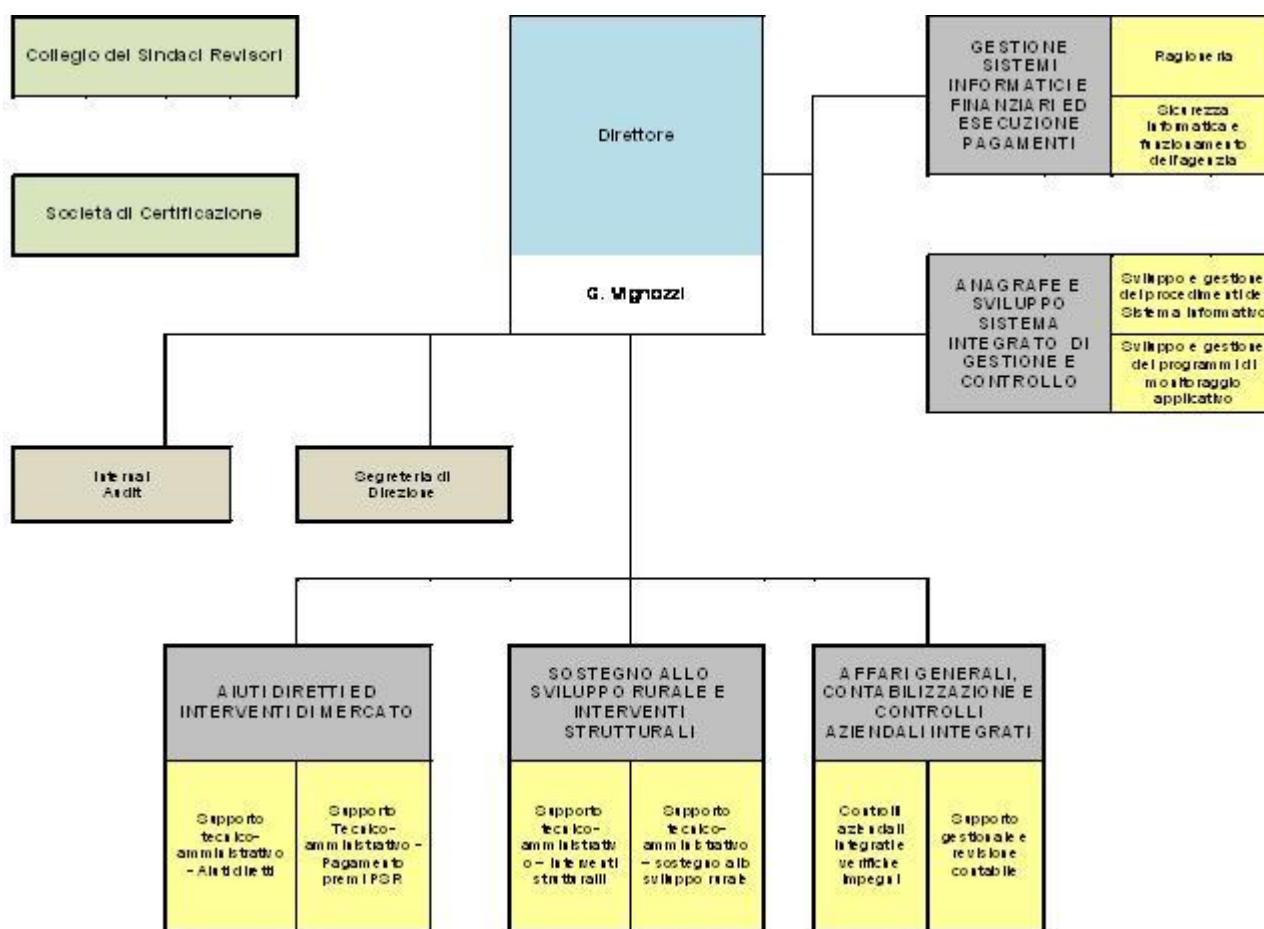 Collegio dei Sindaci Revisori
Società di Certificazione
Direttore
G. Vignozzi
GESTIONE
SISTEMI
INFORMATICI E
FINANZIARI ED
ESECUZIONE
PAGAMENTI
Ragioneria
Sicurezza
Informatica e
funzionamento
dell'agenzia
ANAGRAFE E
SVILUPPO
SISTEMA
INTEGRATO DI
GESTIONE E
CONTROLLO
Sviluppo e gestione
dei procedimenti de
Sistema Informativo
Sviluppo e gestione
dei programmi di
monitoraggio
applicativo
Internal
Audit
Segreteria di
Direzione
AIUTI DIRETTI ED
INTERVENTI DI MERCATO
Supporto
tecnico-
amministrativo
- Aiuti diretti
Supporto
Tecnico-
amministrativo –
Pagamento
premi PSR
SOSTEGNO ALLO
SVILUPPO RURALE E
INTERVENTI
STRUTTURALI
Supporto
tecnico-
amministrativ
o – Interventi
strutturali
Supporto
tecnico-
amministrativo
– sostegno allo
sviluppo rurale
AFFARI GENERALI,
CONTABILIZZAZIONE E
CONTROLLI
AZIENDALI INTEGRATI
Controlli
aziendali
integrati e
verifiche
impegni
Supporto
gestionale e
revisione
contabile